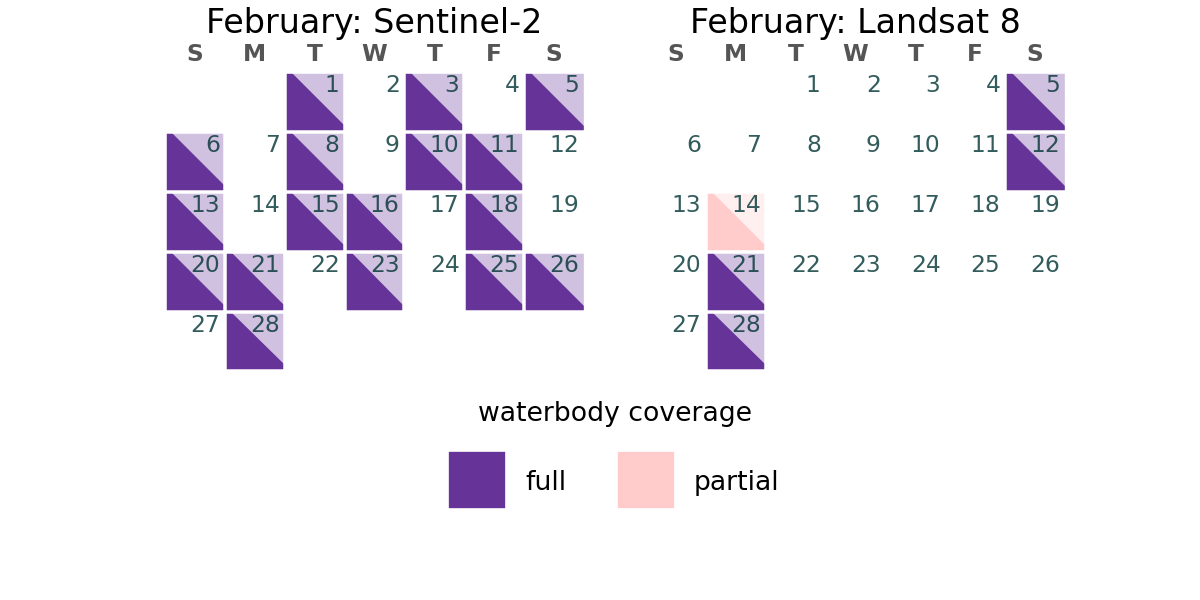 February: Sentinel-2
S M T W T F S
1 2 3 4 5
6 7 8 9 10 11 12
13 14 15 16 17 18 19
20 21 22 23 24 25 26
27 28
February: Landsat 8
S M T W T F S
1 2 3 4 5
6 7 8 9 10 11 12
13 14 15 16 17 18 19
20 21 22 23 24 25 26
27 28
waterbody coverage
full partial